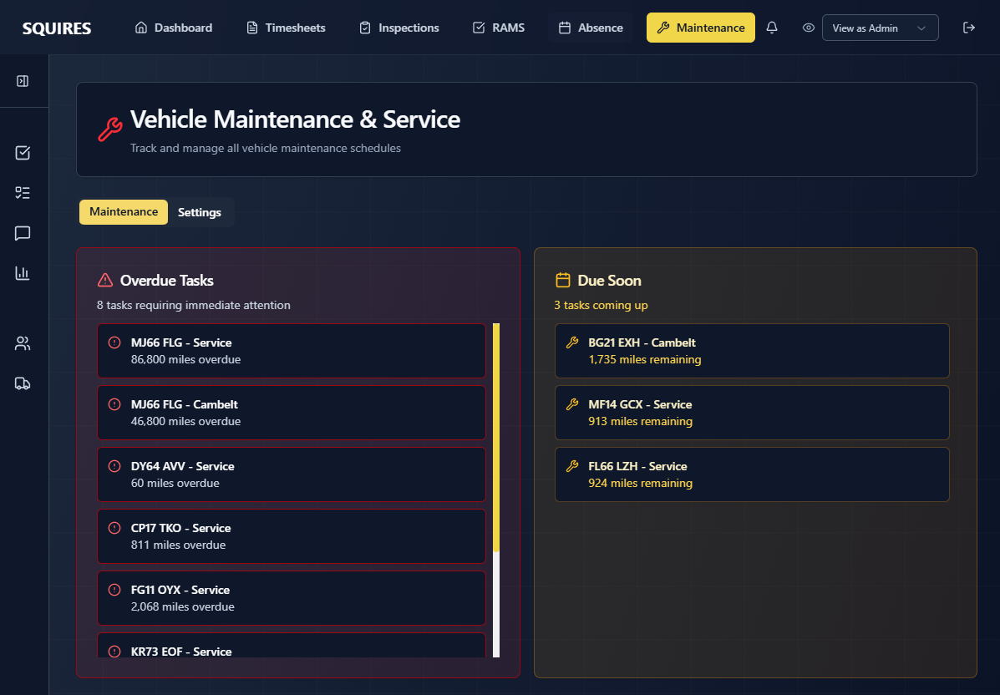 SQUIRES
Dashboard
Timesheets
Inspections
RAMS
Absence
Maintenance
View as Admin
Vehicle Maintenance & Service
Track and manage all vehicle maintenance schedules
Maintenance
Settings
Overdue Tasks
8 tasks requiring immediate attention
MJ66 FLG - Service
86,800 miles overdue
MJ66 FLG - Cambelt
46,800 miles overdue
DY64 AVV - Service
60 miles overdue
CP17 TKO - Service
811 miles overdue
FG11 OYX - Service
2,068 miles overdue
KR73 EOF - Service
Due Soon
3 tasks coming up
BG21 EXH - Cambelt
1,735 miles remaining
MF14 GCX - Service
913 miles remaining
FL66 LZH - Service
924 miles remaining